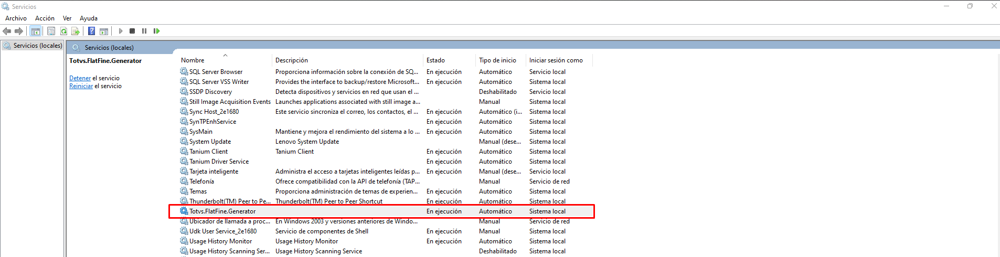 Servicios
Archivo Acción Ver Ayuda
Servicios (locales)
Servicios (locales)
Totvs.FlatFine.Generator
Detener el servicio
Reiniciar el servicio
Nombre Descripción Estado Tipo de inicio Iniciar sesión como
SQL Server Browser Proporciona información sobre la conexión de SQ... En ejecución Automático Servicio local
SQL Server VSS Writer Provides the interface to backup/restore Microsoft... En ejecución Automático Sistema local
SSDP Discovery Detecta dispositivos y servicios en red que usan el ... Deshabilitado Servicio local
Still Image Acquisition Events Launches applications associated with still image a... Manual Sistema local
Sync Host_2e1680 Este servicio sincroniza el correo, los contactos, el ... En ejecución Automático (i... Sistema local
SynTPEnhService En ejecución Automático Sistema local
SysMain Mantiene y mejora el rendimiento del sistema a lo ... En ejecución Automático Sistema local
System Update Lenovo System Update Manual (dese... Sistema local
Tanium Client Tanium Client En ejecución Automático Sistema local
Tanium Driver Service En ejecución Automático Sistema local
Tarjeta inteligente Administra el acceso a tarjetas inteligentes leídas p... En ejecución Manual (dese... Servicio local
Telefonía Ofrece compatibilidad con la API de telefonía (TAP... Manual Servicio de red
Temas Proporciona administración de temas de experien... En ejecución Automático Sistema local
Thunderbolt(TM) Peer to Pe... Thunderbolt(TM) Peer to Peer Shortcut En ejecución Automático Sistema local
Totvs.FlatFine.Generator En ejecución Automático Sistema local
Ubicador de llamada a proc... En Windows 2003 y versiones anteriores de Windo... Manual Servicio de red
Udk User Service_2e1680 Servicio de componentes de Shell En ejecución Manual Sistema local
Usage History Monitor Usage History Monitor En ejecución Automático Sistema local
Usage History Scanning Ser... Usage History Scanning Service Deshabilitado Sistema local